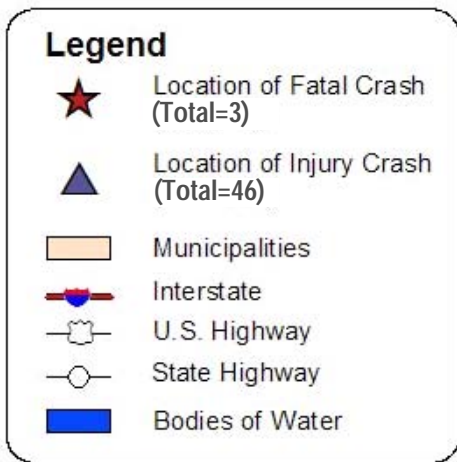 Legend
Location of Fatal Crash
(Total=3)
Location of Injury Crash
(Total=46)
Municipalities
Interstate
U.S. Highway
State Highway
Bodies of Water